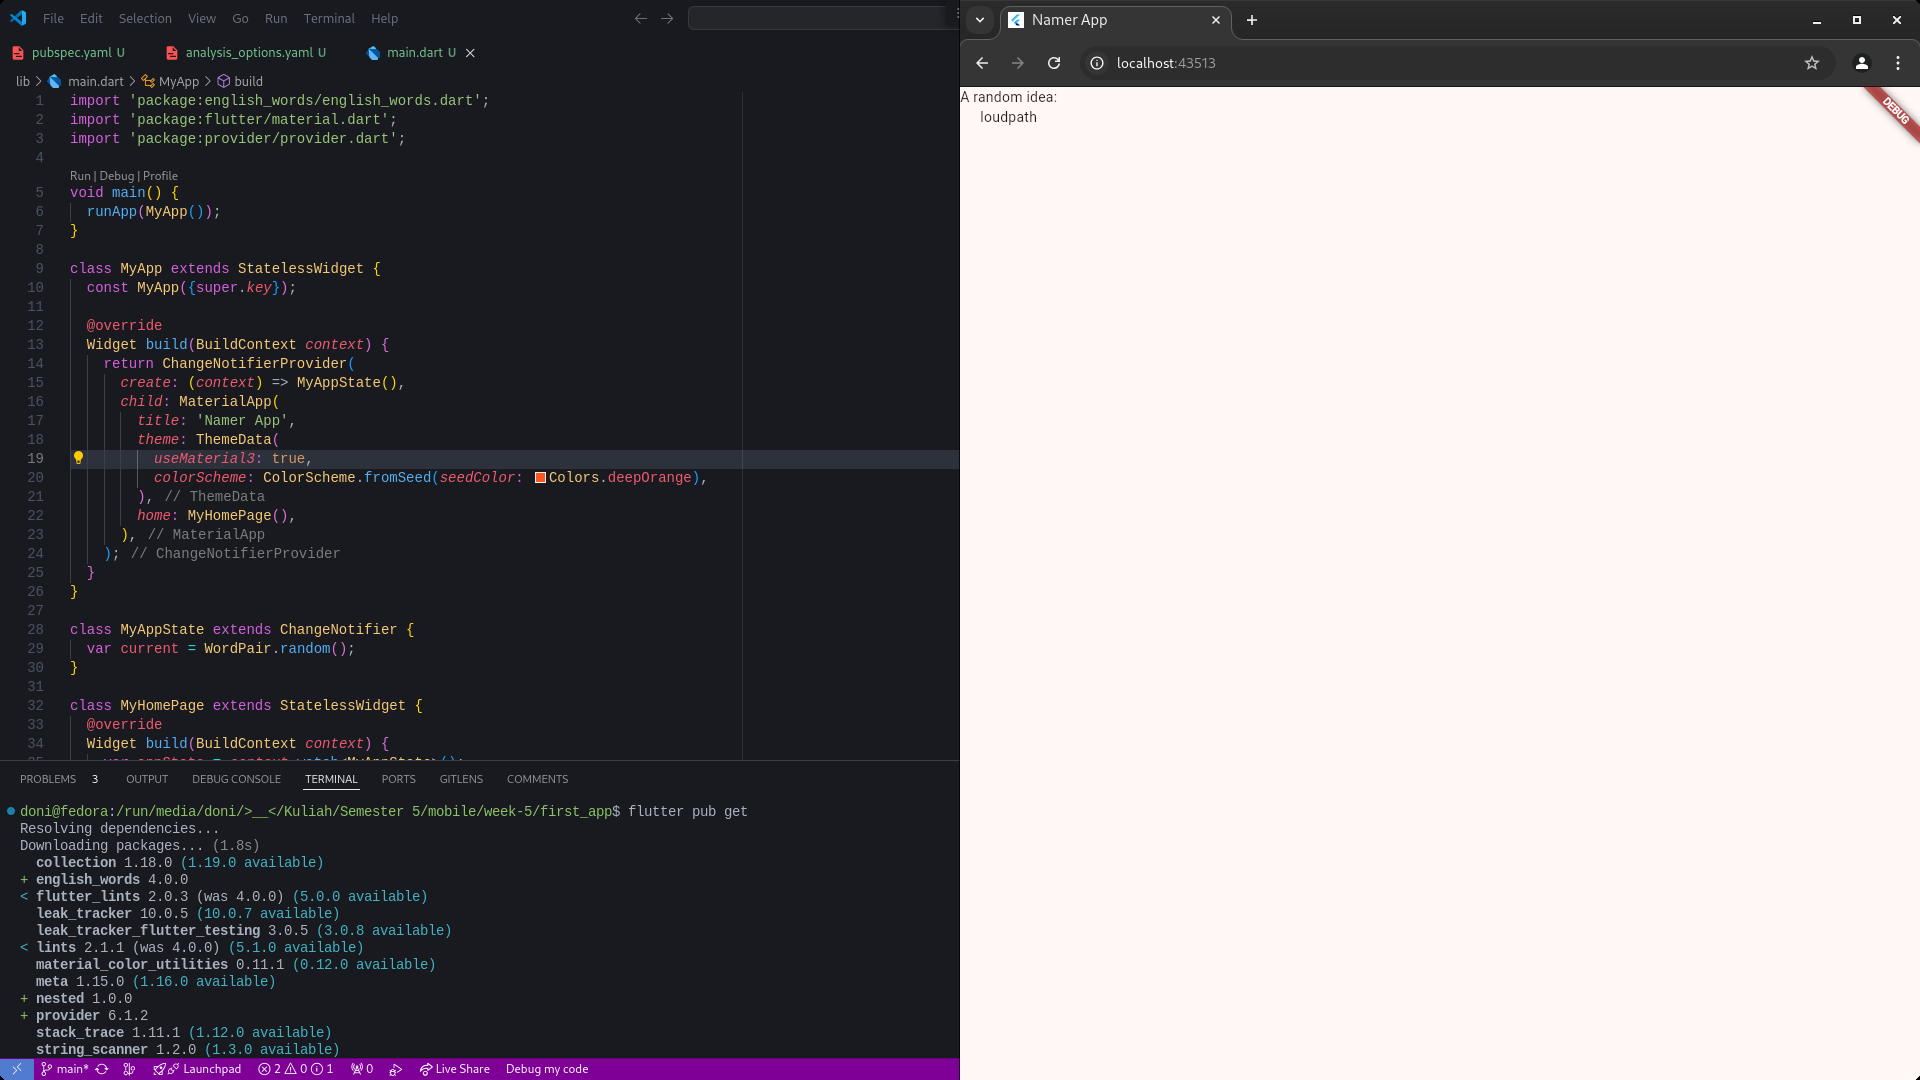 File Edit Selection View Go Run Terminal Help
pubspec.yaml U analysis_options.yaml U main.dart U
lib > main.dart > MyApp > build
1 import 'package:english_words/english_words.dart';
2 import 'package:flutter/material.dart';
3 import 'package:provider/provider.dart';
4
Run | Debug | Profile
5 void main() {
6 runApp(MyApp());
7 }
8
9 class MyApp extends StatelessWidget {
10 const MyApp({super.key});
11
12 @override
13 Widget build(BuildContext context) {
14 return ChangeNotifierProvider(
15 create: (context) => MyAppState(),
16 child: MaterialApp(
17 title: 'Namer App',
18 theme: ThemeData(
19 useMaterial3: true,
20 colorScheme: ColorScheme.fromSeed(seedColor: Colors.deepOrange),
21 ), // ThemeData
22 home: MyHomePage(),
23 ), // MaterialApp
24 ); // ChangeNotifierProvider
25 }
26 }
27
28 class MyAppState extends ChangeNotifier {
29 var current = WordPair.random();
30 }
31
32 class MyHomePage extends StatelessWidget {
33 @override
34 Widget build(BuildContext context) {
PROBLEMS 3 OUTPUT DEBUG CONSOLE TERMINAL PORTS GITLENS COMMENTS
doni@fedora:/run/media/doni/>__</Kuliah/Semester 5/mobile/week-5/first_app$ flutter pub get
Resolving dependencies...
Downloading packages... (1.8s)
collection 1.18.0 (1.19.0 available)
+ english_words 4.0.0
< flutter_lints 2.0.3 (was 4.0.0) (5.0.0 available)
leak_tracker 10.0.5 (10.0.7 available)
leak_tracker_flutter_testing 3.0.5 (3.0.8 available)
< lints 2.1.1 (was 4.0.0) (5.1.0 available)
material_color_utilities 0.11.1 (0.12.0 available)
meta 1.15.0 (1.16.0 available)
+ nested 1.0.0
+ provider 6.1.2
stack_trace 1.11.1 (1.12.0 available)
string_scanner 1.2.0 (1.3.0 available)
main* Launchpad 2 0 1 0 Live Share Debug my code
Namer App
localhost:43513
A random idea:
loudpath
DEBUG